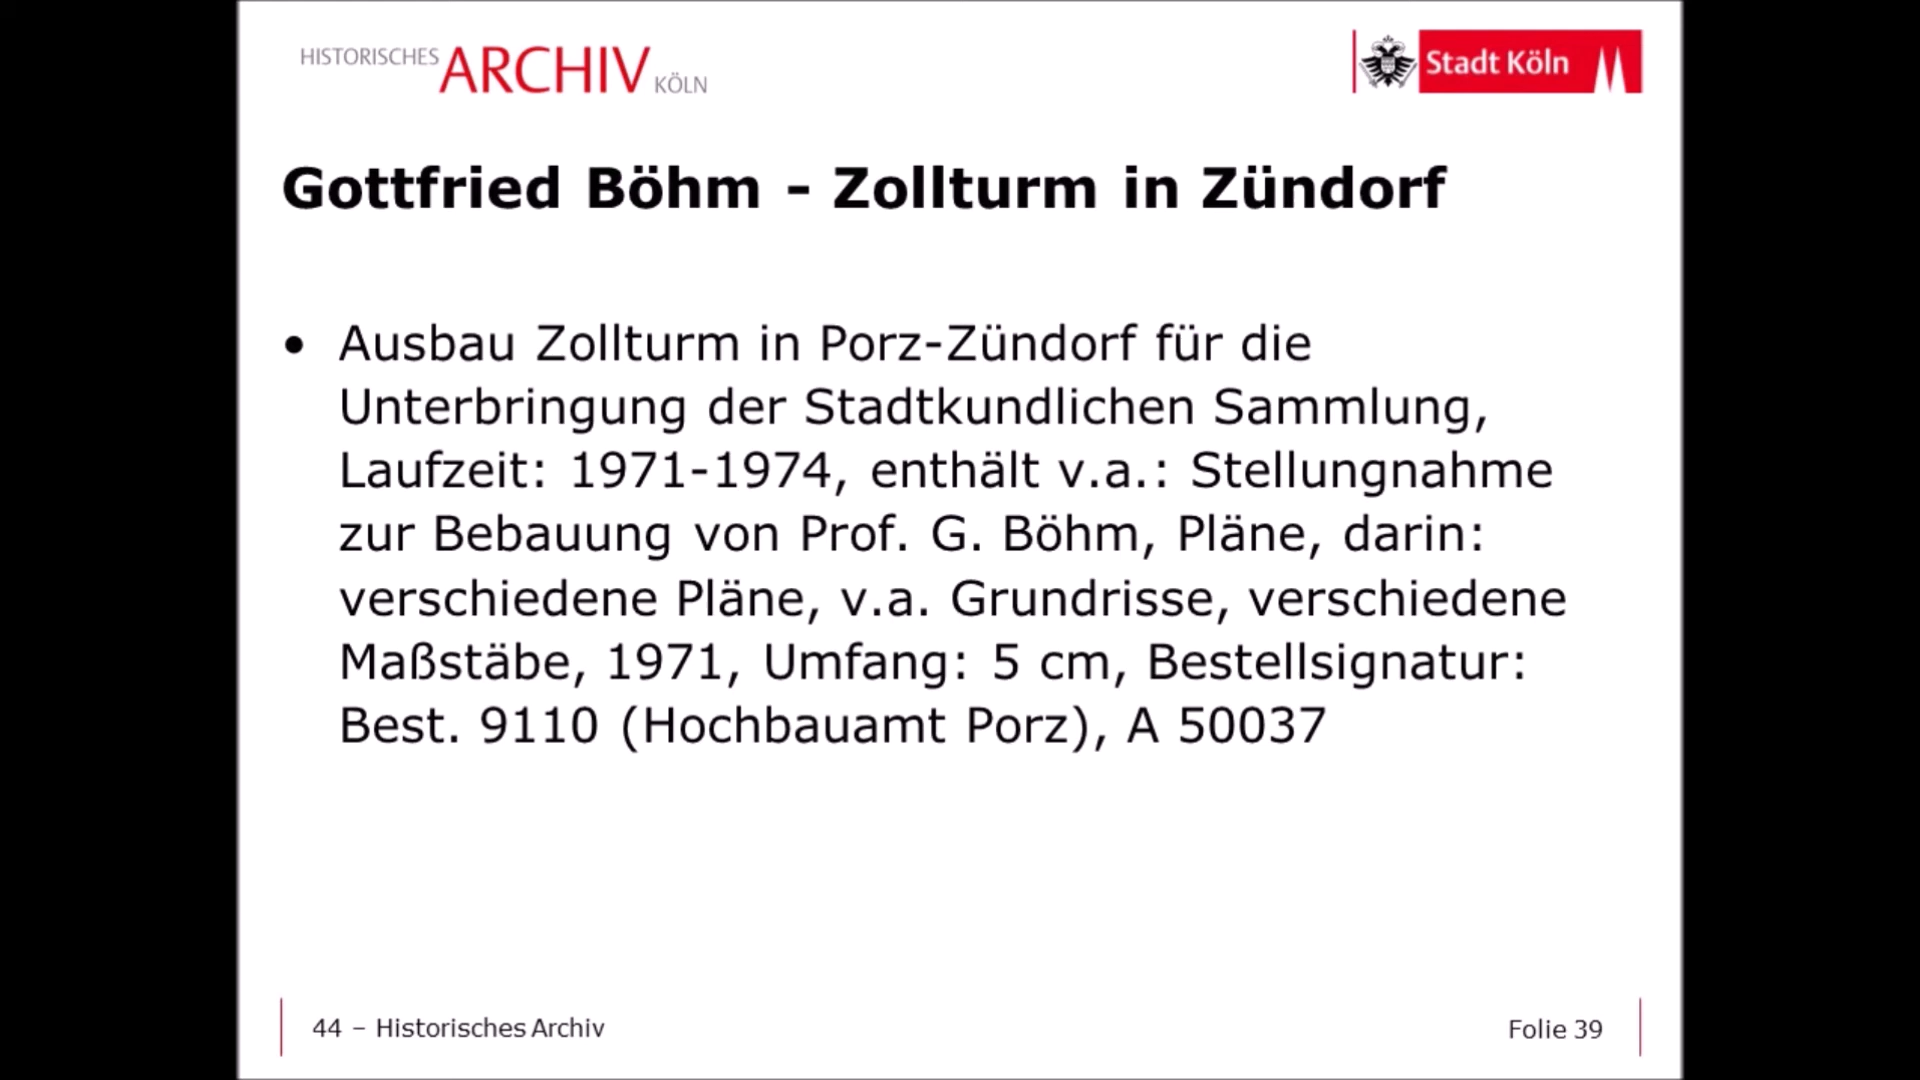 HISTORISCHES ARCHIV KÖLN
Stadt Köln
Gottfried Böhm - Zollturm in Zündorf
• Ausbau Zollturm in Porz-Zündorf für die
Unterbringung der Stadtkundlichen Sammlung,
Laufzeit: 1971-1974, enthält v.a.: Stellungnahme
zur Bebauung von Prof. G. Böhm, Pläne, darin:
verschiedene Pläne, v.a. Grundrisse, verschiedene
Maßstäbe, 1971, Umfang: 5 cm, Bestellsignatur:
Best. 9110 (Hochbauamt Porz), A 50037
44 – Historisches Archiv
Folie 39